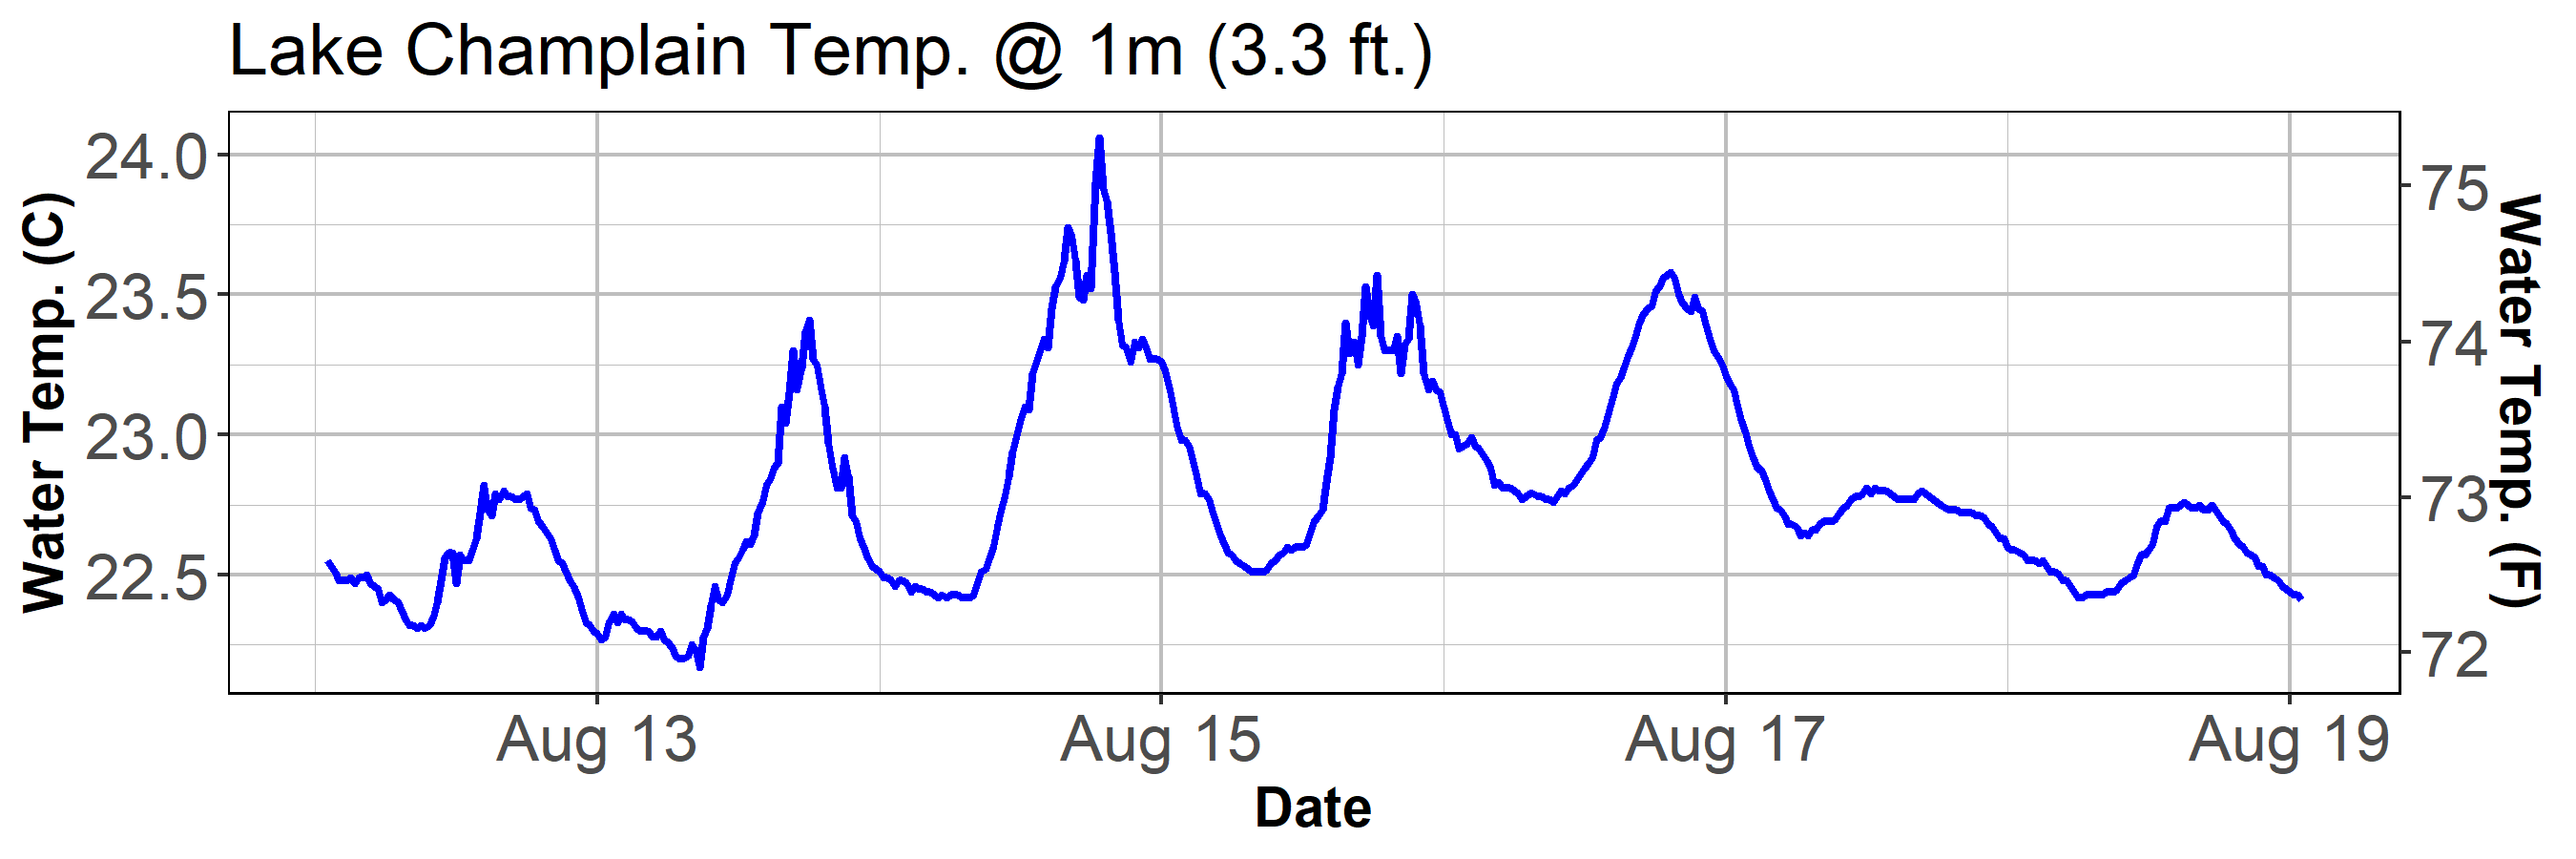 Lake Champlain Temp. @ 1m (3.3 ft.)
Water Temp. (C)
24.0
23.5
23.0
22.5
75
74
73
72
Water Temp. (F)
Aug 13 Aug 15 Aug 17 Aug 19
Date